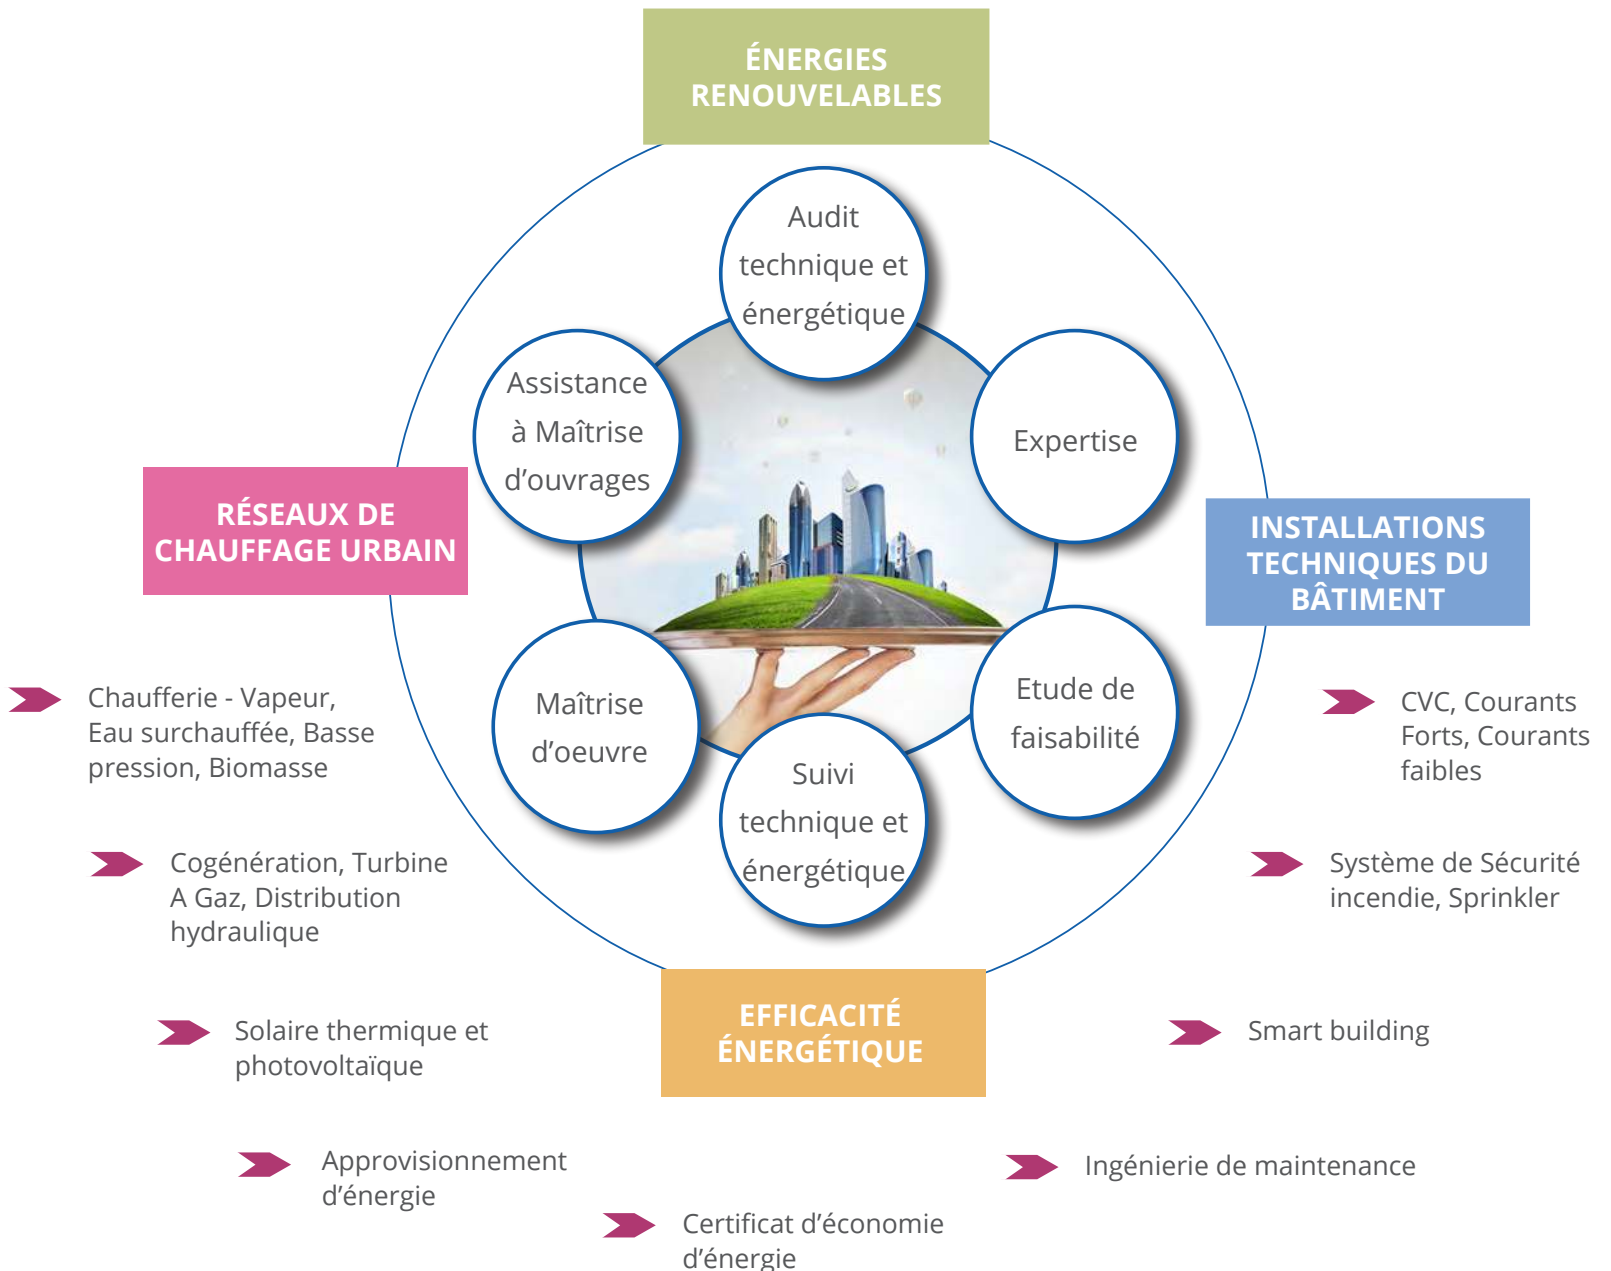 ÉNERGIES
RENOUVELABLES
Audit
technique et
énergétique
Assistance
à Maîtrise
d’ouvrages
Expertise
RÉSEAUX DE
CHAUFFAGE URBAIN
INSTALLATIONS
TECHNIQUES DU
BÂTIMENT
Maîtrise
d’oeuvre
Etude de
faisabilité
Suivi
technique et
énergétique
Chaufferie - Vapeur,
Eau surchauffée, Basse
pression, Biomasse
CVC, Courants
Forts, Courants
faibles
Cogénération, Turbine
A Gaz, Distribution
hydraulique
Système de Sécurité
incendie, Sprinkler
EFFICACITÉ
ÉNERGÉTIQUE
Solaire thermique et
photovoltaïque
Smart building
Approvisionnement
d’énergie
Ingénierie de maintenance
Certificat d’économie
d’énergie